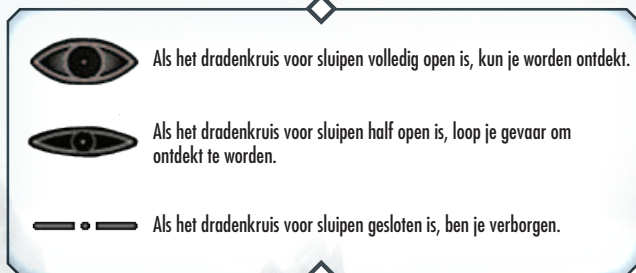 Als het dradenkruis voor sluipen volledig open is, kun je worden ontdekt.
Als het dradenkruis voor sluipen half open is, loop je gevaar om
ontdekt te worden.
Als het dradenkruis voor sluipen gesloten is, ben je verborgen.